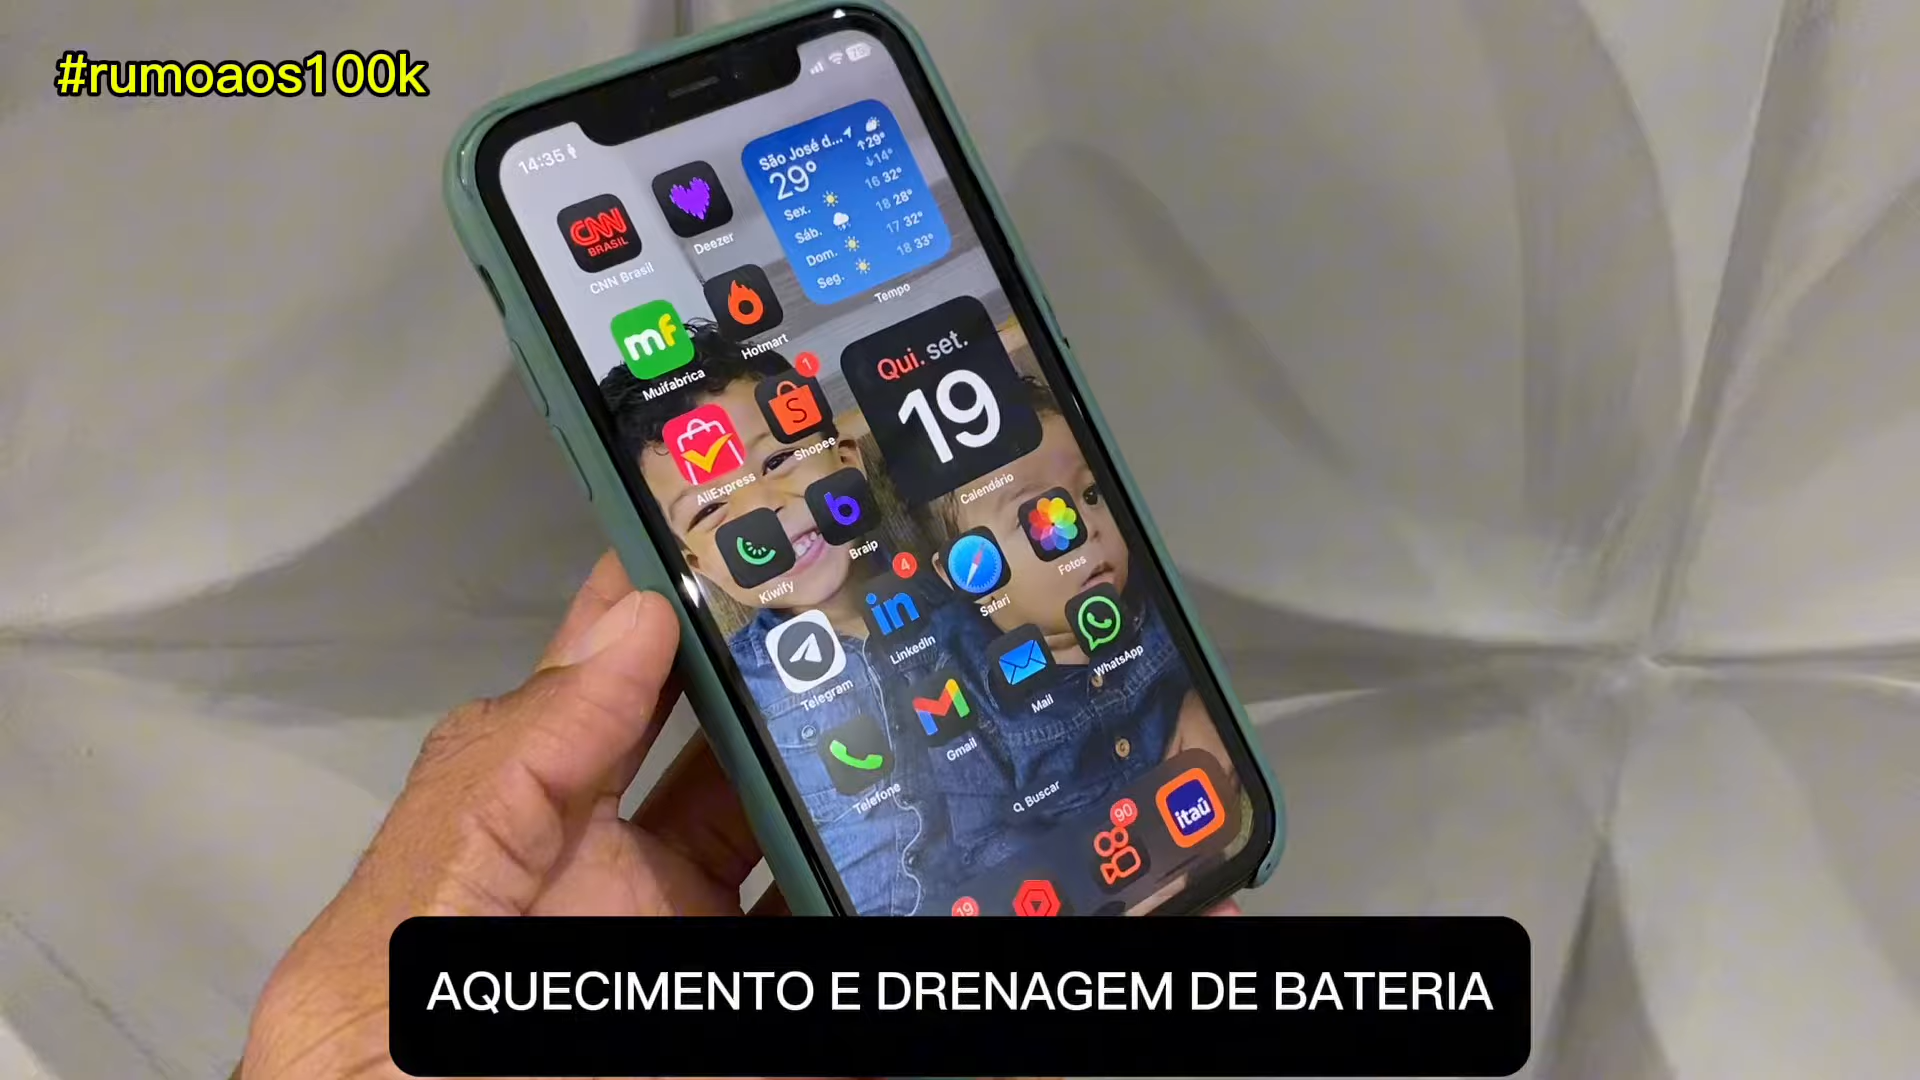 #rumoaos100k
14:35
CNN
BRASIL
CNN Brasil
Deezer
São José d...
29°
↑29°
↓14°
Sex.
16 32°
Sáb.
18 28°
Dom.
17 32°
Seg.
18 33°
Tempo
mf
Muifabrica
Hotmart
1
S
Shopee
AliExpress
Qui. set.
19
Calendário
Kiwify
b
Braip
Safari
Fotos
Telegram
4
in
LinkedIn
Mail
WhatsApp
Telefone
Gmail
Buscar
19
90
itaú
AQUECIMENTO E DRENAGEM DE BATERIA